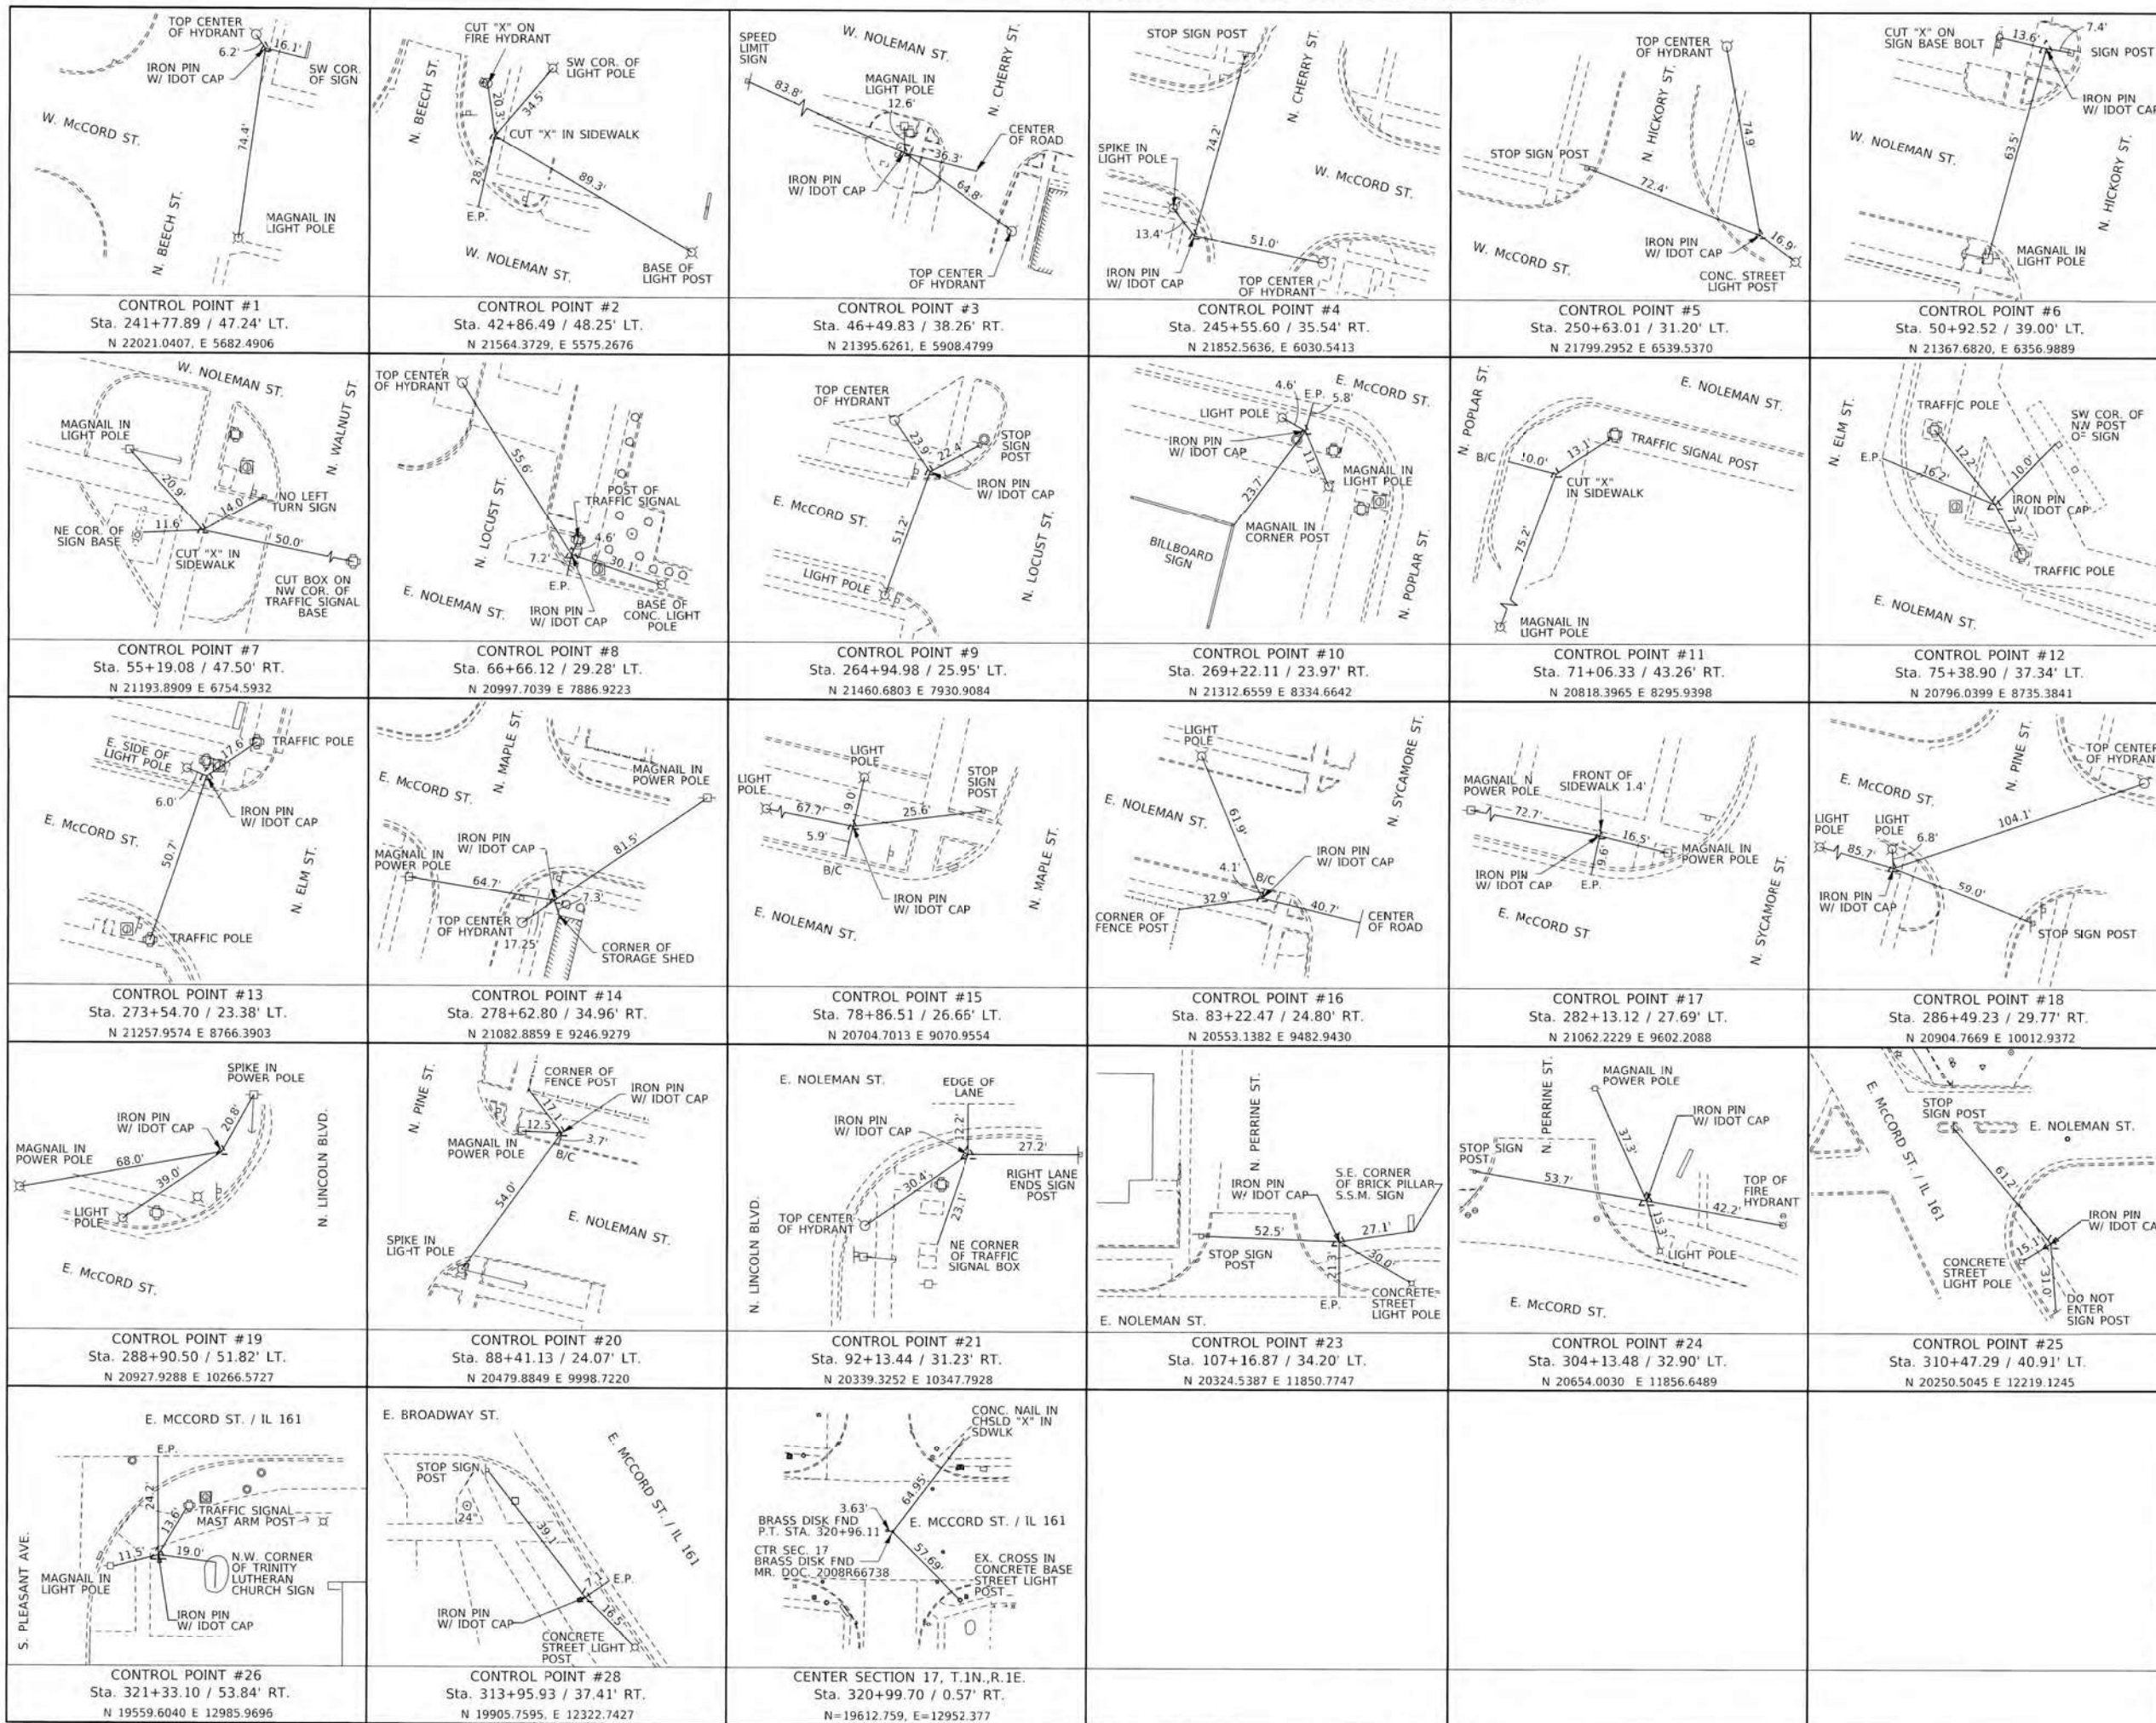 TOP CENTER
OF HYDRANT
6.2'
16.1'
IRON PIN
W/ IDOT CAP
SW COR.
OF SIGN
W. McCORD ST.
74.4'
N. BEECH ST.
MAGNAIL IN
LIGHT POLE
CONTROL POINT #1
Sta. 241+77.89 / 47.24' LT.
N 22021.0407, E 5682.4906
CUT "X" ON
FIRE HYDRANT
SW COR. OF
LIGHT POLE
N. BEECH ST.
20.3'
34.5'
CUT "X" IN SIDEWALK
28.7'
89.3'
E.P.
W. NOLEMAN ST.
BASE OF
LIGHT POST
CONTROL POINT #2
Sta. 42+86.49 / 48.25' LT.
N 21564.3729, E 5575.2676
SPEED
LIMIT
SIGN
W. NOLEMAN ST.
N. CHERRY ST.
83.8'
MAGNAIL IN
LIGHT POLE
12.6'
CENTER
OF ROAD
36.3'
IRON PIN
W/ IDOT CAP
64.8'
TOP CENTER
OF HYDRANT
CONTROL POINT #3
Sta. 46+49.83 / 38.26' RT.
N 21395.6261, E 5908.4799
STOP SIGN POST
N. CHERRY ST.
74.2'
SPIKE IN
LIGHT POLE
W. McCORD ST.
13.4'
51.0'
IRON PIN
W/ IDOT CAP
TOP CENTER
OF HYDRANT
CONTROL POINT #4
Sta. 245+55.60 / 35.54' RT.
N 21852.5636, E 6030.5413
TOP CENTER
OF HYDRANT
N. HICKORY ST.
74.9'
STOP SIGN POST
72.4'
W. McCORD ST.
IRON PIN
W/ IDOT CAP
16.9'
CONC. STREET
LIGHT POST
CONTROL POINT #5
Sta. 250+63.01 / 31.20' LT.
N 21799.2952 E 6539.5370
CUT "X" ON
SIGN BASE BOLT
13.6'
7.4'
SIGN POST
IRON PIN
W/ IDOT CAP
W. NOLEMAN ST.
63.5'
N. HICKORY ST.
MAGNAIL IN
LIGHT POLE
CONTROL POINT #6
Sta. 50+92.52 / 39.00' LT.
N 21367.6820, E 6356.9889
W. NOLEMAN ST.
N. WALNUT ST.
MAGNAIL IN
LIGHT POLE
20.9'
14.0'
NO LEFT
TURN SIGN
11.6'
NE COR. OF
SIGN BASE
50.0'
CUT "X" IN
SIDEWALK
CUT BOX ON
NW COR. OF
TRAFFIC SIGNAL
BASE
CONTROL POINT #7
Sta. 55+19.08 / 47.50' RT.
N 21193.8909 E 6754.5932
TOP CENTER
OF HYDRANT
55.6'
N. LOCUST ST.
POST OF
TRAFFIC SIGNAL
4.6'
7.2'
30.1'
E.P.
E. NOLEMAN ST.
IRON PIN
W/ IDOT CAP
BASE OF
CONC. LIGHT
POLE
CONTROL POINT #8
Sta. 66+66.12 / 29.28' LT.
N 20997.7039 E 7886.9223
TOP CENTER
OF HYDRANT
23.9'
22.4'
STOP
SIGN
POST
IRON PIN
W/ IDOT CAP
E. McCORD ST.
51.2'
N. LOCUST ST.
LIGHT POLE
CONTROL POINT #9
Sta. 264+94.98 / 25.95' LT.
N 21460.6803 E 7930.9084
4.6'
E. McCORD ST.
E.P.
5.8'
LIGHT POLE
IRON PIN
W/ IDOT CAP
11.3'
MAGNAIL IN
LIGHT POLE
23.7'
MAGNAIL IN
CORNER POST
BILLBOARD
SIGN
N. POPLAR ST.
CONTROL POINT #10
Sta. 269+22.11 / 23.97' RT.
N 21312.6559 E 8334.6642
N. POPLAR ST.
E. NOLEMAN ST.
B/C
10.0'
13.1'
TRAFFIC SIGNAL POST
CUT "X"
IN SIDEWALK
75.2'
MAGNAIL IN
LIGHT POLE
CONTROL POINT #11
Sta. 71+06.33 / 43.26' RT.
N 20818.3965 E 8295.9398
N. ELM ST.
TRAFFIC POLE
SW COR. OF
NW POST
OF SIGN
E.P.
12.2'
16.2'
10.0'
IRON PIN
W/ IDOT CAP
7.2'
TRAFFIC POLE
E. NOLEMAN ST.
CONTROL POINT #12
Sta. 75+38.90 / 37.34' LT.
N 20796.0399 E 8735.3841
E. SIDE OF
LIGHT POLE
17.6'
TRAFFIC POLE
6.0'
IRON PIN
W/ IDOT CAP
E. McCORD ST.
50.7'
N. ELM ST.
TRAFFIC POLE
CONTROL POINT #13
Sta. 273+54.70 / 23.38' LT.
N 21257.9574 E 8766.3903
N. MAPLE ST.
E. McCORD ST.
MAGNAIL IN
POWER POLE
IRON PIN
W/ IDOT CAP
81.5'
MAGNAIL IN
POWER POLE
64.7'
7.3'
TOP CENTER
OF HYDRANT
17.25'
CORNER OF
STORAGE SHED
CONTROL POINT #14
Sta. 278+62.80 / 34.96' RT.
N 21082.8859 E 9246.9279
LIGHT
POLE
LIGHT
POLE
STOP
SIGN
POST
67.7'
9.0'
25.6'
5.9'
B/C
IRON PIN
W/ IDOT CAP
N. MAPLE ST.
E. NOLEMAN ST.
CONTROL POINT #15
Sta. 78+86.51 / 26.66' LT.
N 20704.7013 E 9070.9554
LIGHT
POLE
N. SYCAMORE ST.
E. NOLEMAN ST.
61.9'
IRON PIN
W/ IDOT CAP
4.1'
B/C
32.9'
40.7'
CORNER OF
FENCE POST
CENTER
OF ROAD
CONTROL POINT #16
Sta. 83+22.47 / 24.80' RT.
N 20553.1382 E 9482.9430
MAGNAIL N
POWER POLE
FRONT OF
SIDEWALK 1.4'
72.7'
16.5'
MAGNAIL IN
POWER POLE
9.6'
IRON PIN
W/ IDOT CAP
E.P.
E. McCORD ST
N. SYCAMORE ST.
CONTROL POINT #17
Sta. 282+13.12 / 27.69' LT.
N 21062.2229 E 9602.2088
N. PINE ST.
TOP CENTER
OF HYDRAN
E. McCORD ST.
LIGHT
POLE
LIGHT
POLE
6.8'
104.1'
85.7'
59.0'
IRON PIN
W/ IDOT CAP
STOP SIGN POST
CONTROL POINT #18
Sta. 286+49.23 / 29.77' RT.
N 20904.7669 E 10012.9372
SPIKE IN
POWER POLE
IRON PIN
W/ IDOT CAP
20.8'
MAGNAIL IN
POWER POLE
68.0'
39.0'
LIGHT
POLE
N. LINCOLN BLVD.
E. McCORD ST.
CONTROL POINT #19
Sta. 288+90.50 / 51.82' LT.
N 20927.9288 E 10266.5727
N. PINE ST.
CORNER OF
FENCE POST
IRON PIN
W/ IDOT CAP
17.1'
12.5'
MAGNAIL IN
POWER POLE
3.7'
B/C
54.0'
E. NOLEMAN ST.
SPIKE IN
LIGHT POLE
CONTROL POINT #20
Sta. 88+41.13 / 24.07' LT.
N 20479.8849 E 9998.7220
E. NOLEMAN ST.
EDGE OF
LANE
IRON PIN
W/ IDOT CAP
12.2'
27.2'
RIGHT LANE
ENDS SIGN
POST
30.4'
23.1'
TOP CENTER
OF HYDRANT
NE CORNER
OF TRAFFIC
SIGNAL BOX
N. LINCOLN BLVD.
CONTROL POINT #21
Sta. 92+13.44 / 31.23' RT.
N 20339.3252 E 10347.7928
N. PERRINE ST.
IRON PIN
W/ IDOT CAP
S.E. CORNER
OF BRICK PILLAR
S.S.M. SIGN
52.5'
27.1'
STOP SIGN
POST
21.3'
30.0'
E.P.
CONCRETE
STREET
LIGHT POLE
E. NOLEMAN ST.
CONTROL POINT #23
Sta. 107+16.87 / 34.20' LT.
N 20324.5387 E 11850.7747
N. PERRINE ST.
MAGNAIL IN
POWER POLE
IRON PIN
W/ IDOT CAP
37.3'
STOP SIGN
POST
53.7'
TOP OF
FIRE
HYDRANT
42.2'
15.3'
LIGHT POLE
E. McCORD ST.
CONTROL POINT #24
Sta. 304+13.48 / 32.90' LT.
N 20654.0030 E 11856.6489
E. McCORD ST. / IL 161
STOP
SIGN POST
E. NOLEMAN ST.
61.2'
IRON PIN
W/ IDOT CA
15.1'
CONCRETE
STREET
LIGHT POLE
31.0'
DO NOT
ENTER
SIGN POST
CONTROL POINT #25
Sta. 310+47.29 / 40.91' LT.
N 20250.5045 E 12219.1245
E. MCCORD ST. / IL 161
E.P.
24.2'
13.6'
TRAFFIC SIGNAL
MAST ARM POST
S. PLEASANT AVE.
11.5'
19.0'
N.W. CORNER
OF TRINITY
LUTHERAN
CHURCH SIGN
MAGNAIL IN
LIGHT POLE
IRON PIN
W/ IDOT CAP
CONTROL POINT #26
Sta. 321+33.10 / 53.84' RT.
N 19559.6040 E 12985.9696
E. BROADWAY ST.
STOP SIGN
POST
E. MCCORD ST. / IL 161
24"
39.1'
7.1'
E.P.
IRON PIN
W/ IDOT CAP
16.5'
CONCRETE
STREET LIGHT
POST
CONTROL POINT #28
Sta. 313+95.93 / 37.41' RT.
N 19905.7595, E 12322.7427
CONC. NAIL IN
CHSLD "X" IN
SDWLK
64.95'
3.63'
BRASS DISK FND
P.T. STA. 320+96.11
E. MCCORD ST. / IL 161
CTR SEC. 17
BRASS DISK FND
MR. DOC. 2008R66738
57.69'
EX. CROSS IN
CONCRETE BASE
STREET LIGHT
POST
CENTER SECTION 17, T.1N.,R.1E.
Sta. 320+99.70 / 0.57' RT.
N=19612.759, E=12952.377